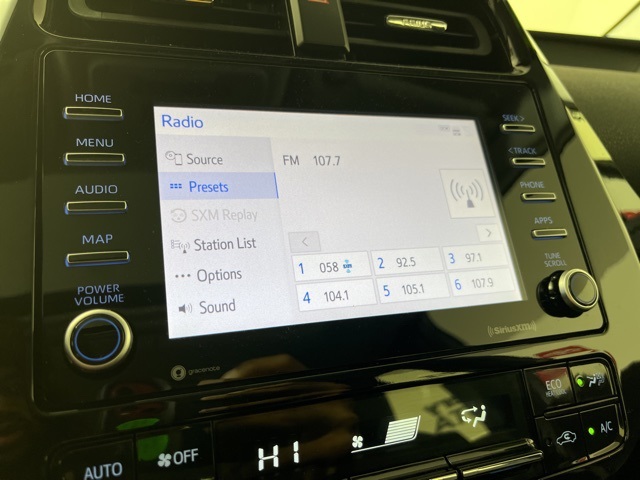 HOME
MENU
AUDIO
MAP
POWER
VOLUME
Radio
Source
Presets
SXM Replay
Station List
Options
Sound
FM 107.7
1 058
2 92.5
3 97.1
4 104.1
5 105.1
6 107.9
SEEK >
< TRACK
PHONE
APPS
TUNE
SCROLL
gracenote
SiriusXM
AUTO
OFF
HI
ECO
A/C